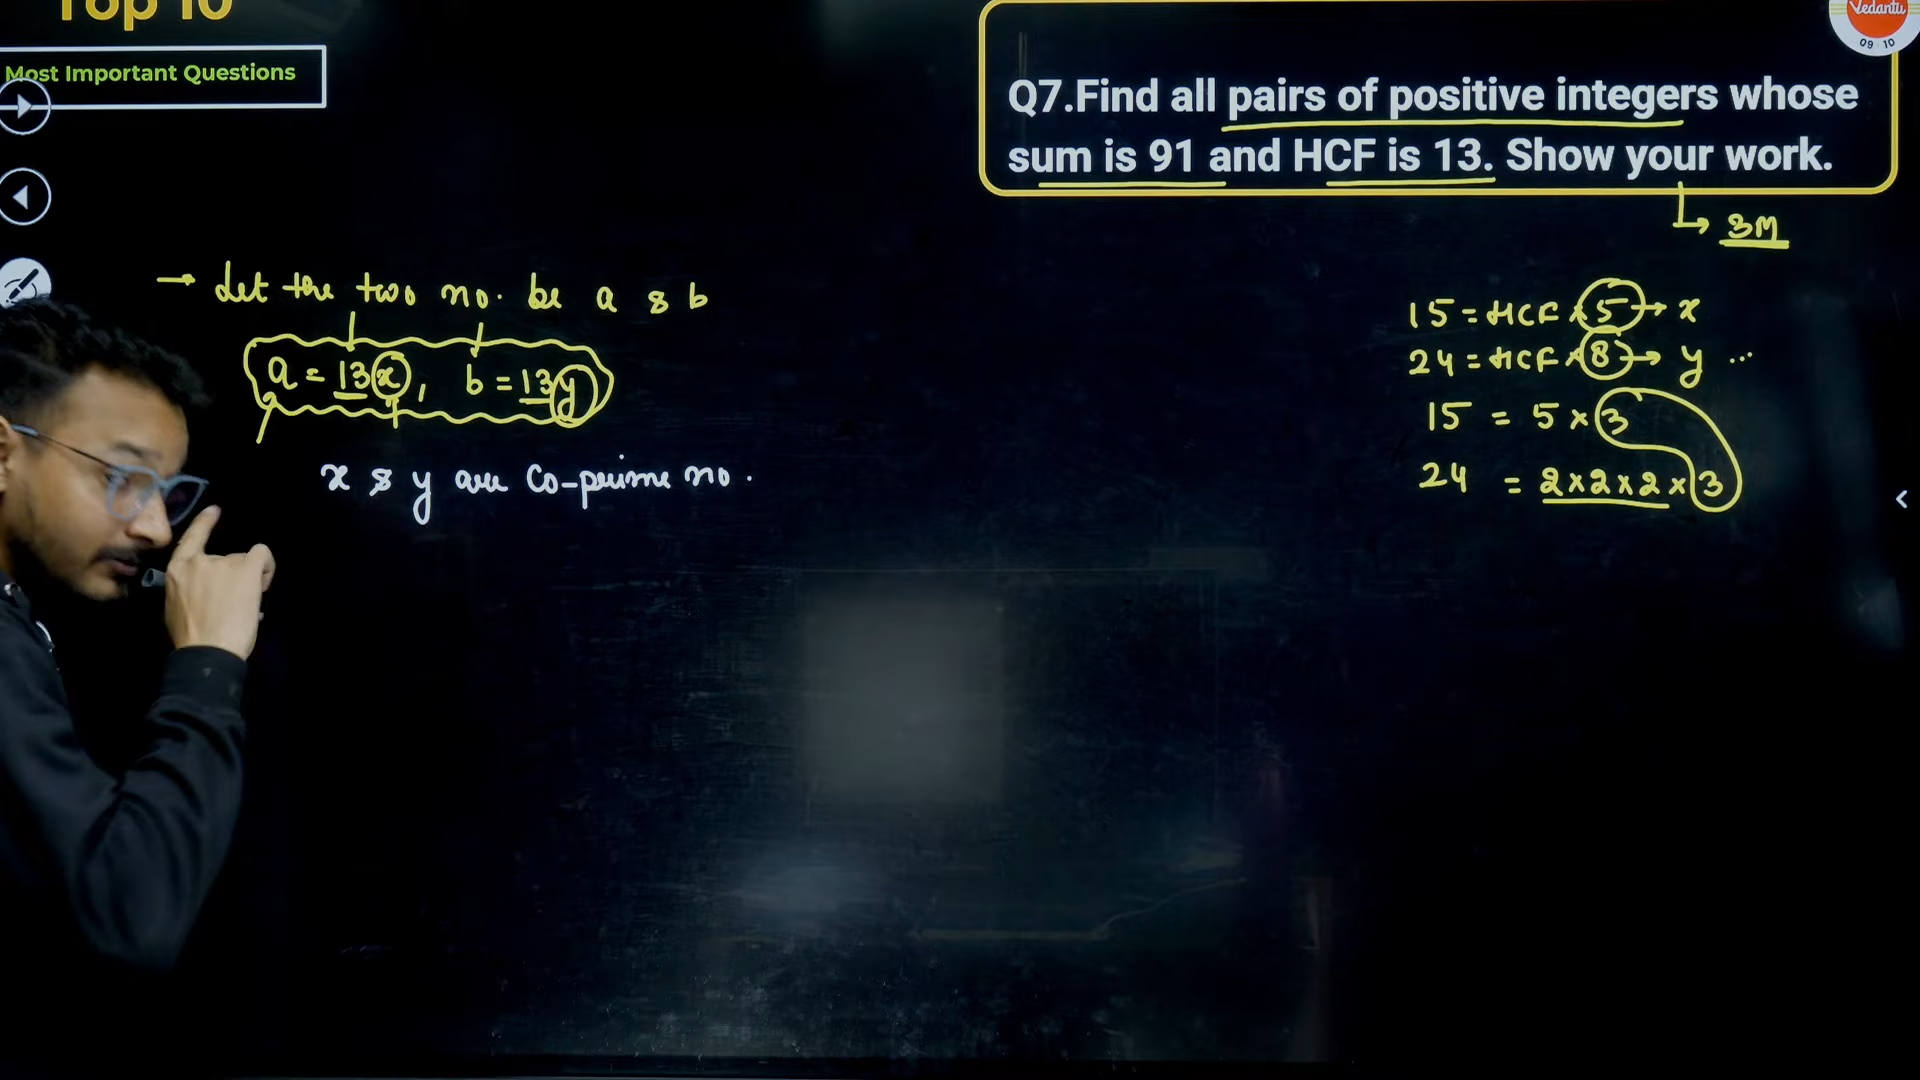 Top 10
Most Important Questions
Vedantu
09 10
Q7.Find all pairs of positive integers whose
sum is 91 and HCF is 13. Show your work.
3M
→ Let the two no. be a & b
a = 13x, b = 13y
x & y are co-prime no.
15 = HCF × 5 → x
24 = HCF × 8 → y ...
15 = 5 × 3
24 = 2×2×2×3